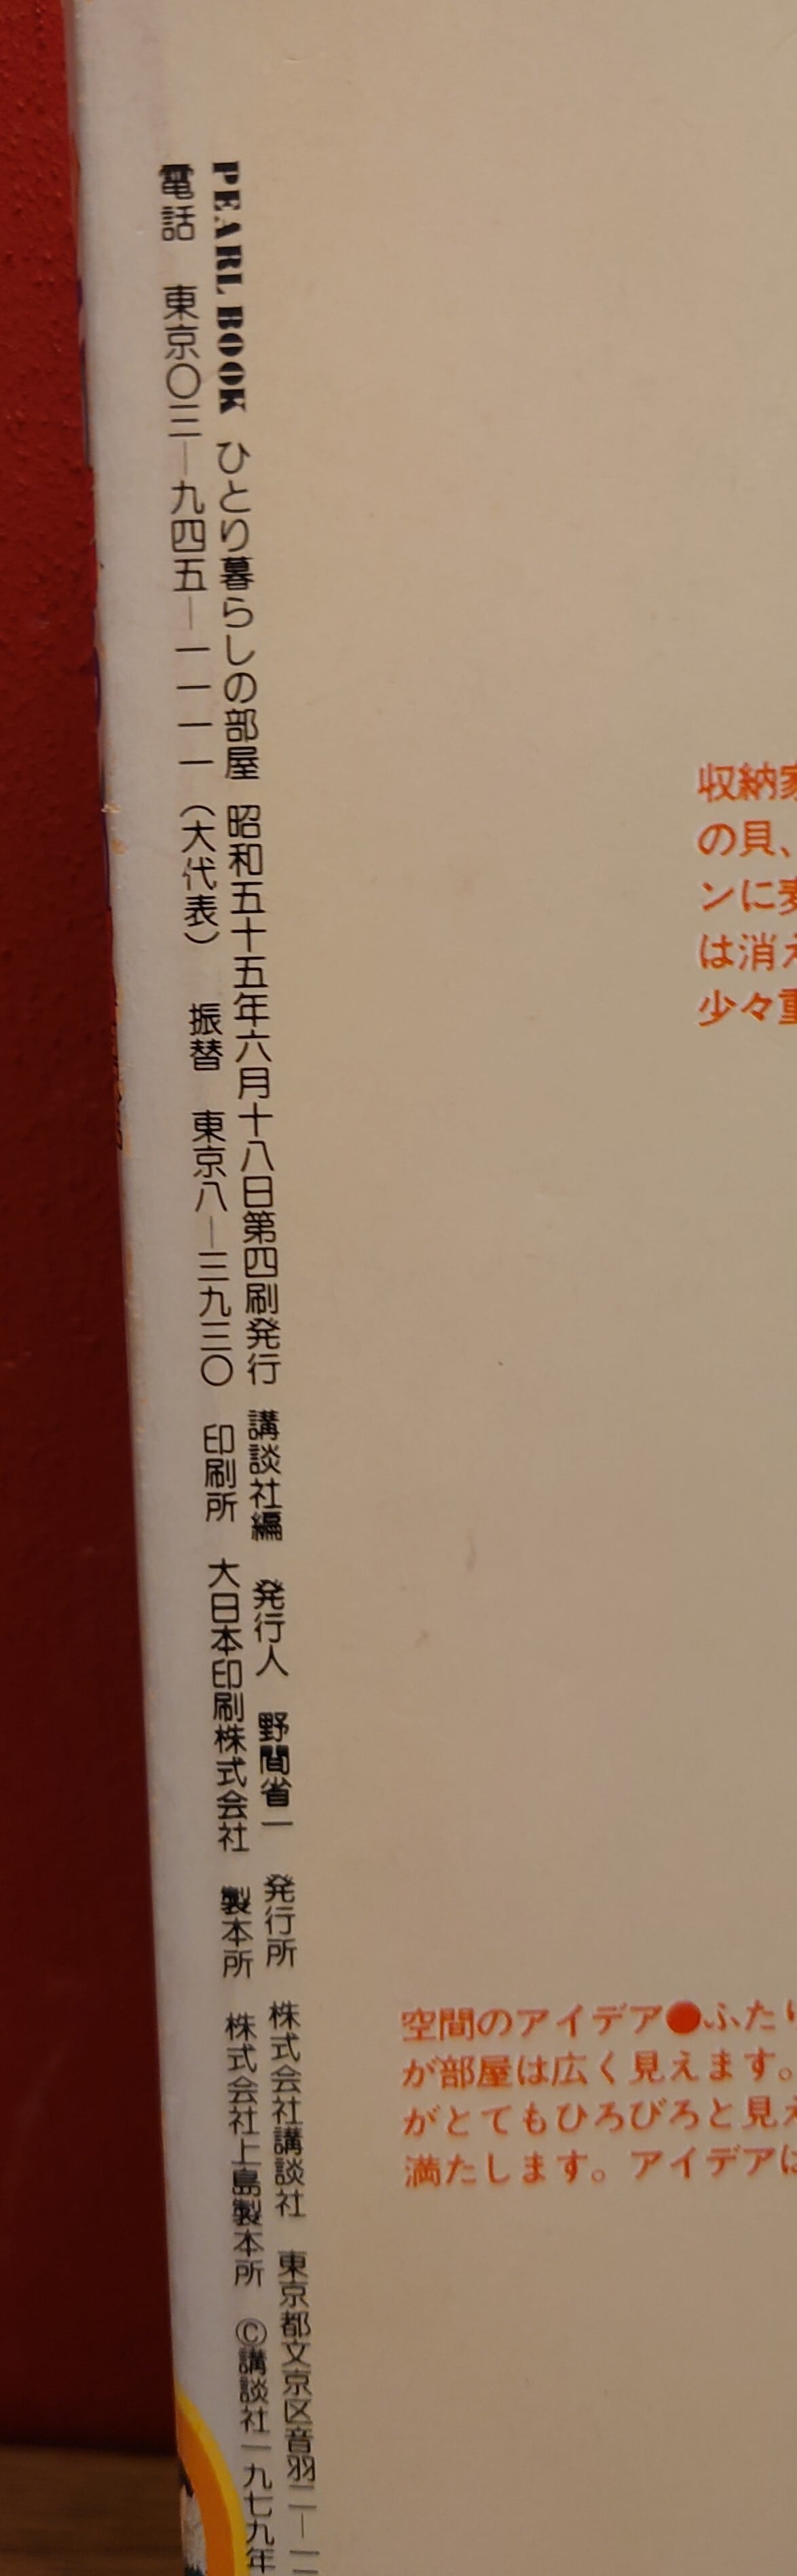 PEARL BOOK ひとり暮らしの部屋 昭和五十五年六月十八日第四刷発行 講談社編 発行人 野間省一 発行所 株式会社講談社 東京都文京区音羽二―
電話 東京〇三―九四五―一一一一（大代表） 振替 東京八―三九三〇 印刷所 大日本印刷株式会社 製本所 株式会社上島製本所 ©講談社一九七九年
収納家
の貝、
ンに麦
は消え
少々重
空間のアイデア●ふたり
が部屋は広く見えます。
がとてもひろびろと見え
満たします。アイデアは